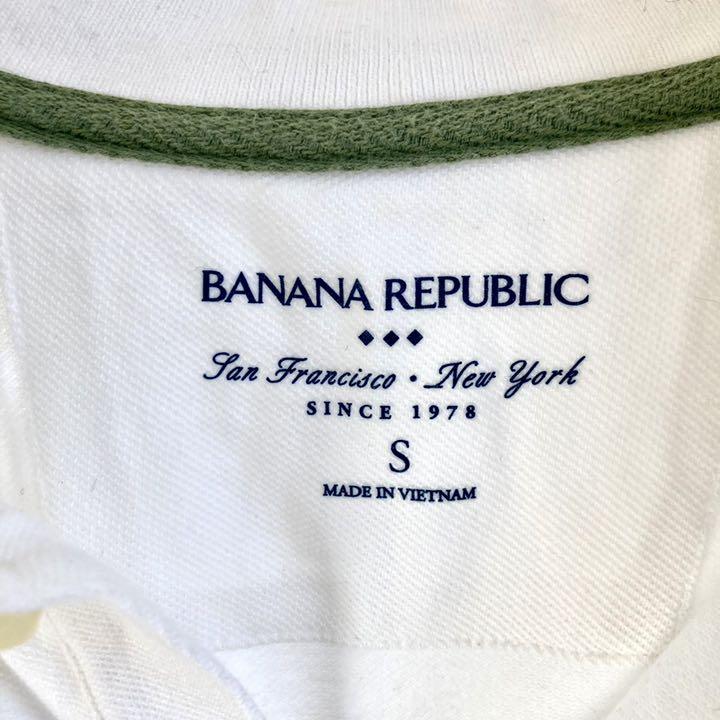 BANANA REPUBLIC
San Francisco • New York
SINCE 1978
S
MADE IN VIETNAM